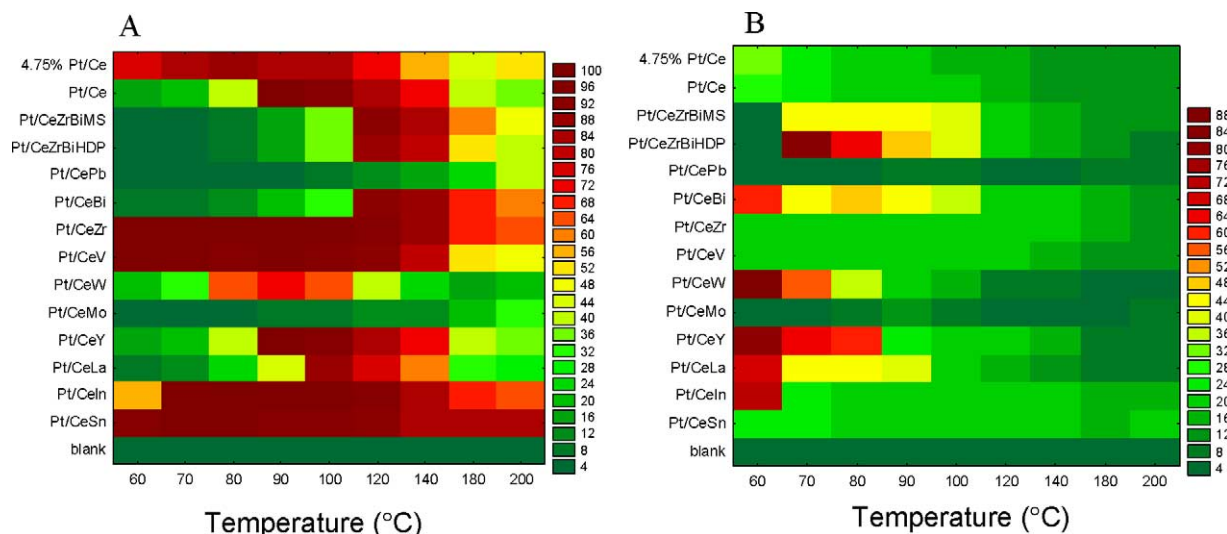 A
4.75% Pt/Ce
Pt/Ce
Pt/CeZrBiMS
Pt/CeZrBiHDP
Pt/CePb
Pt/CeBi
Pt/CeZr
Pt/CeV
Pt/CeW
Pt/CeMo
Pt/CeY
Pt/CeLa
Pt/CeIn
Pt/CeSn
blank
60 70 80 90 100 120 140 180 200
Temperature (°C)
100
96
92
88
84
80
76
72
68
64
60
56
52
48
44
40
36
32
28
24
20
16
12
8
4
B
4.75% Pt/Ce
Pt/Ce
Pt/CeZrBiMS
Pt/CeZrBiHDP
Pt/CePb
Pt/CeBi
Pt/CeZr
Pt/CeV
Pt/CeW
Pt/CeMo
Pt/CeY
Pt/CeLa
Pt/CeIn
Pt/CeSn
blank
60 70 80 90 100 120 140 180 200
Temperature (°C)
88
84
80
76
72
68
64
60
56
52
48
44
40
36
32
28
24
20
16
12
8
4